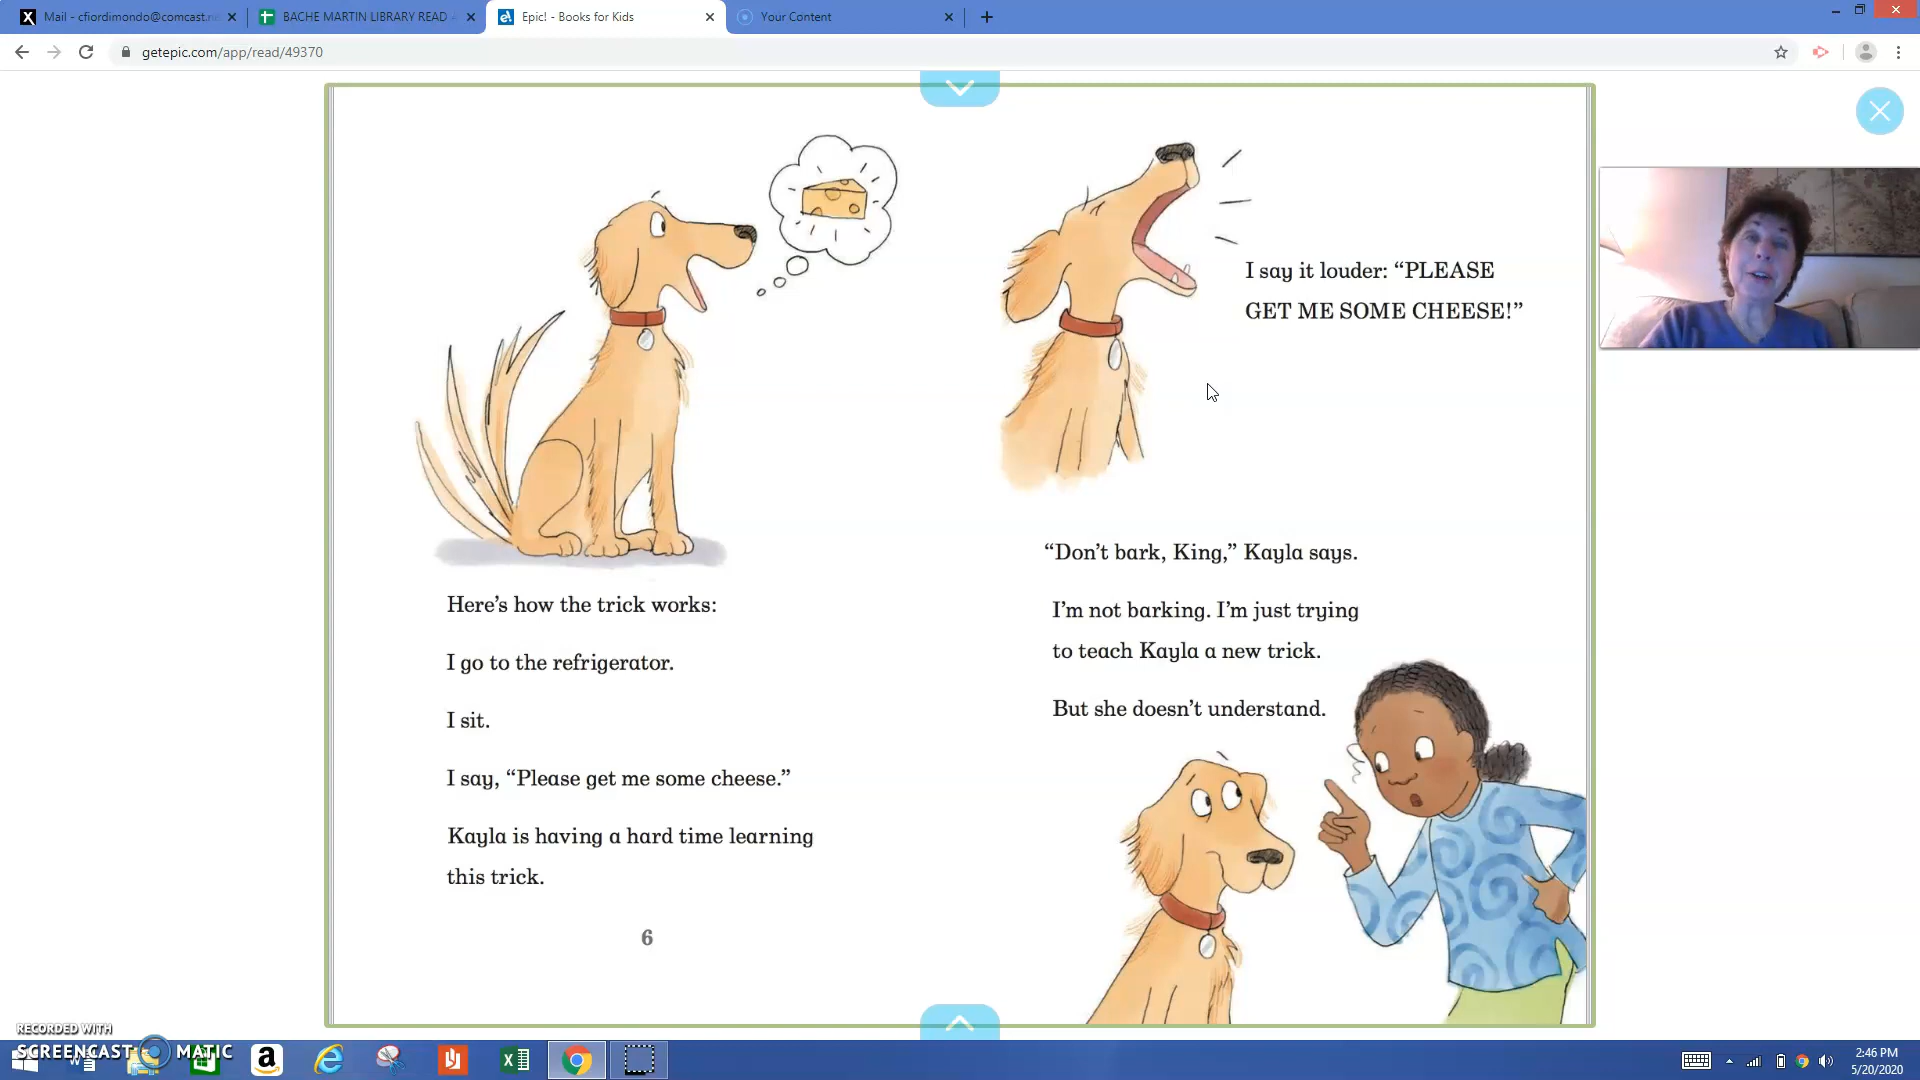 Mail - cfiordimondo@comcast.n
BACHE MARTIN LIBRARY READ
Epic! - Books for Kids
Your Content
getepic.com/app/read/49370
Here's how the trick works:
I go to the refrigerator.
I sit.
I say, “Please get me some cheese.”
Kayla is having a hard time learning
this trick.
6
I say it louder: “PLEASE
GET ME SOME CHEESE!”
“Don't bark, King,” Kayla says.
I'm not barking. I'm just trying
to teach Kayla a new trick.
But she doesn't understand.
RECORDED WITH
SCREENCAST MATIC
2:46 PM
5/20/2020